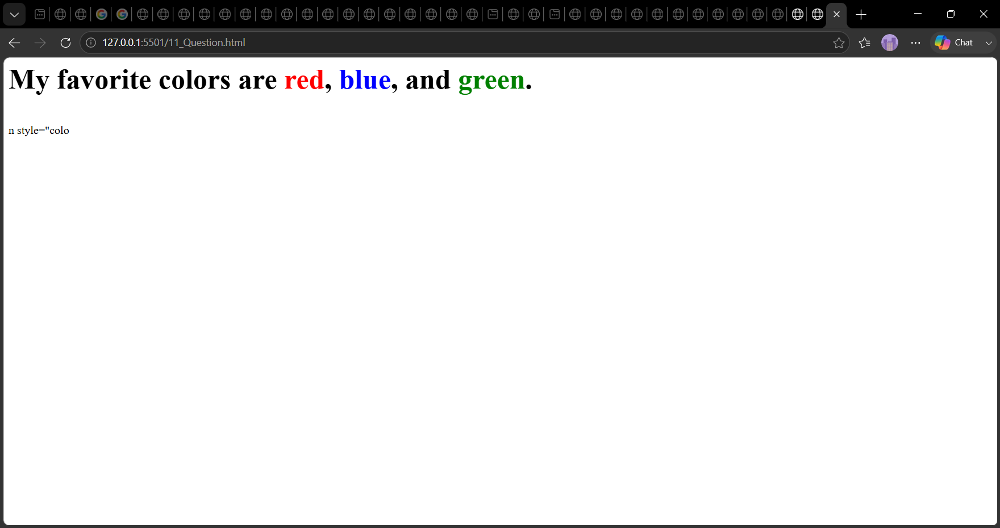 127.0.0.1:5501/11_Question.html
Chat
My favorite colors are red, blue, and green.
n style="colo